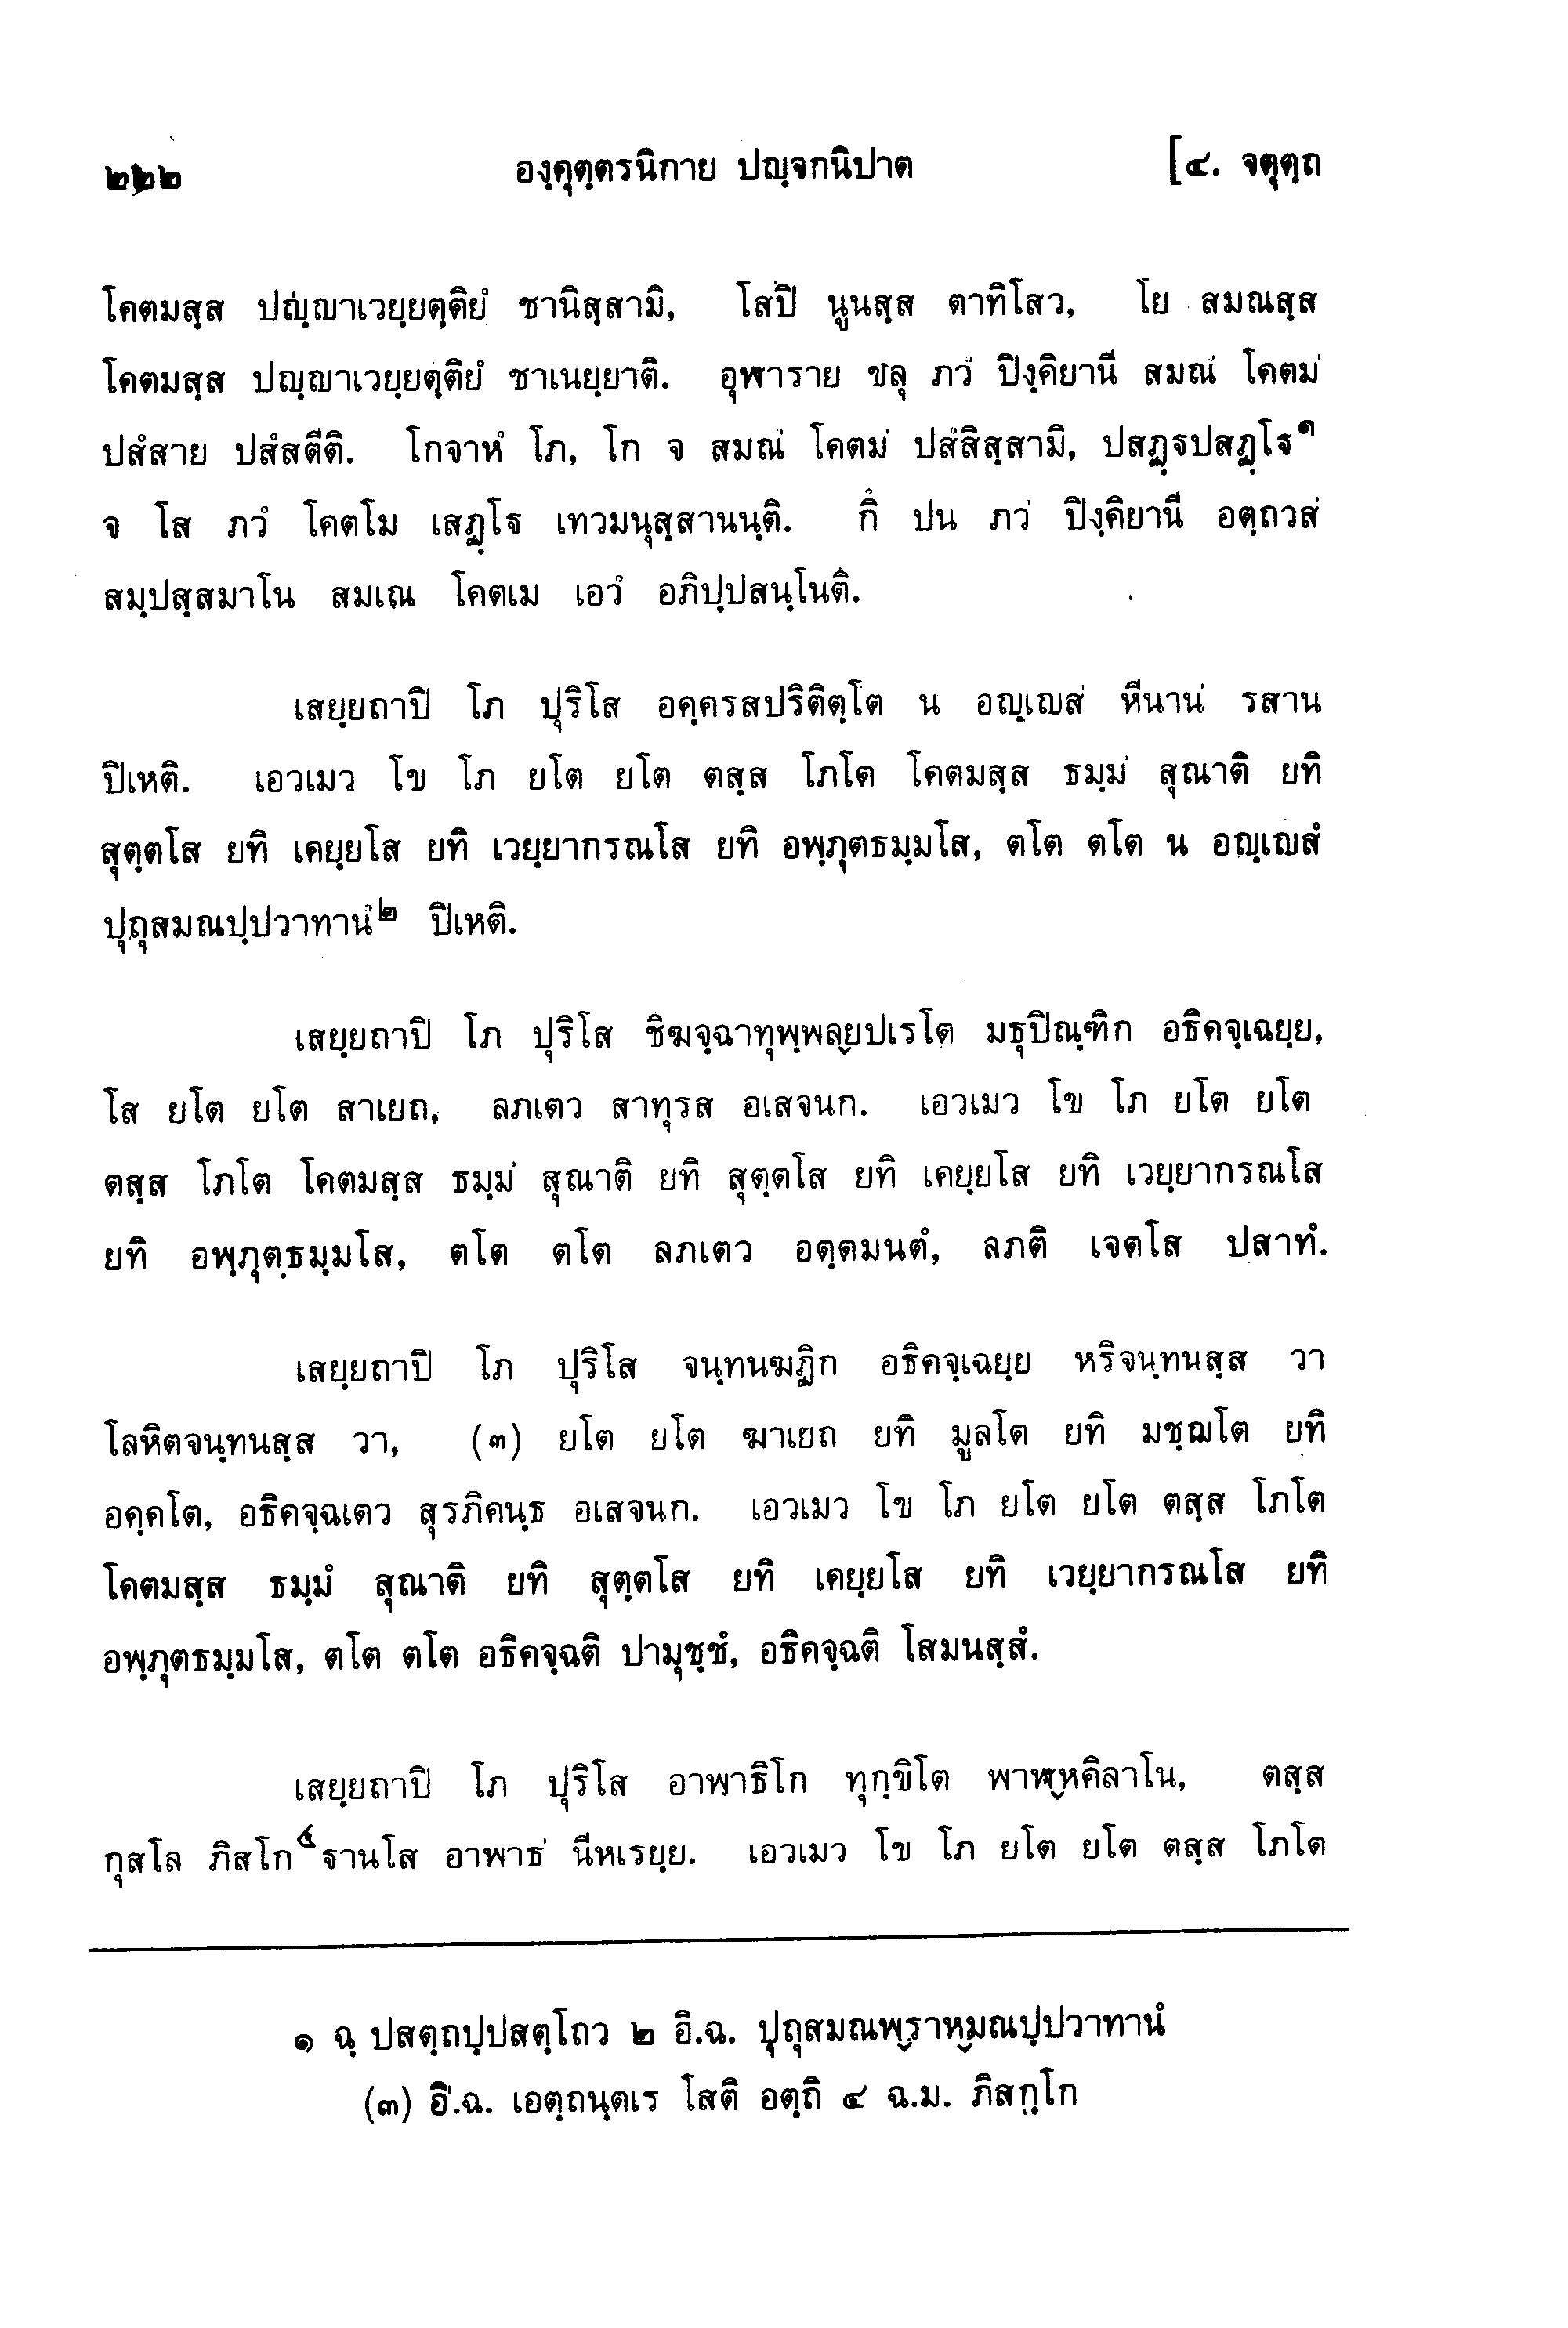 ๒๒๒ องฺคุตฺตรนิกาย ปญฺจกนิปาต [๔. จตุตฺถ
โคตมสฺส ปญฺญาเวยฺยตฺติยํ ชานิสฺสามิ, โสปิ นูนสฺส ตาทิโสว, โย สมณสฺส
โคตมสฺส ปญฺญาเวยฺยตฺติยํ ชาเนยฺยาติ. อุฬาราย ขลุ ภวํ ปิงฺคิยานี สมณํ โคตมํ
ปสํสาย ปสํสตีติ. โกจาหํ โภ, โก จ สมณํ โคตมํ ปสํสิสฺสามิ, ปสฏฺฐปสฏฺโฐ๑
จ โส ภวํ โคตโม เสฏฺโฐ เทวมนุสฺสานนฺติ. กึ ปน ภวํ ปิงฺคิยานี อตฺถวสํ
สมฺปสฺสมาโน สมเณ โคตเม เอวํ อภิปฺปสนฺโนติ.
เสยฺยถาปิ โภ ปุริโส อคฺครสปริติตฺโต น อญฺเญสํ หีนานํ รสาน
ปิเหติ. เอวเมว โข โภ ยโต ยโต ตสฺส โภโต โคตมสฺส ธมฺมํ สุณาติ ยทิ
สุตฺตโส ยทิ เคยฺยโส ยทิ เวยฺยากรณโส ยทิ อพฺภุตธมฺมโส, ตโต ตโต น อญฺเญสํ
ปุถุสมณปฺปวาทานํ๒ ปิเหติ.
เสยฺยถาปิ โภ ปุริโส ชิฆจฺฉาทุพฺพลฺยปเรโต มธุปิณฺฑิก อธิคจฺเฉยฺย,
โส ยโต ยโต สาเยถ, ลภเตว สาทุรส อเสจนก. เอวเมว โข โภ ยโต ยโต
ตสฺส โภโต โคตมสฺส ธมฺมํ สุณาติ ยทิ สุตฺตโส ยทิ เคยฺยโส ยทิ เวยฺยากรณโส
ยทิ อพฺภุตฺธมฺมโส, ตโต ตโต ลภเตว อตฺตมนตํ, ลภติ เจตโส ปสาทํ.
เสยฺยถาปิ โภ ปุริโส จนฺทนฆฏิก อธิคจฺเฉยฺย หริจนฺทนสฺส วา
โลหิตจนฺทนสฺส วา, (๓) ยโต ยโต ฆาเยถ ยทิ มูลโต ยทิ มชฺฌโต ยทิ
อคฺคโต, อธิคจฺฉเตว สุรภิคนฺธ อเสจนก. เอวเมว โข โภ ยโต ยโต ตสฺส โภโต
โคตมสฺส ธมฺมํ สุณาติ ยทิ สุตฺตโส ยทิ เคยฺยโส ยทิ เวยฺยากรณโส ยทิ
อพฺภุตธมฺมโส, ตโต ตโต อธิคจฺฉติ ปามุชฺชํ, อธิคจฺฉติ โสมนสฺสํ.
เสยฺยถาปิ โภ ปุริโส อาพาธิโก ทุกฺขิโต พาฬฺหคิลาโน, ตสฺส
กุสโล ภิสโก๔ ฐานโส อาพาธํ นีหเรยฺย. เอวเมว โข โภ ยโต ยโต ตสฺส โภโต
๑ ฉฺ ปสตฺถปฺปสตฺโถว ๒ อิ.ฉ. ปุถุสมณพฺราหฺมณปฺปวาทานํ
(๓) อิ.ฉ. เอตฺถนฺตเร โสติ อตฺถิ ๔ ฉ.ม. ภิสกฺโก